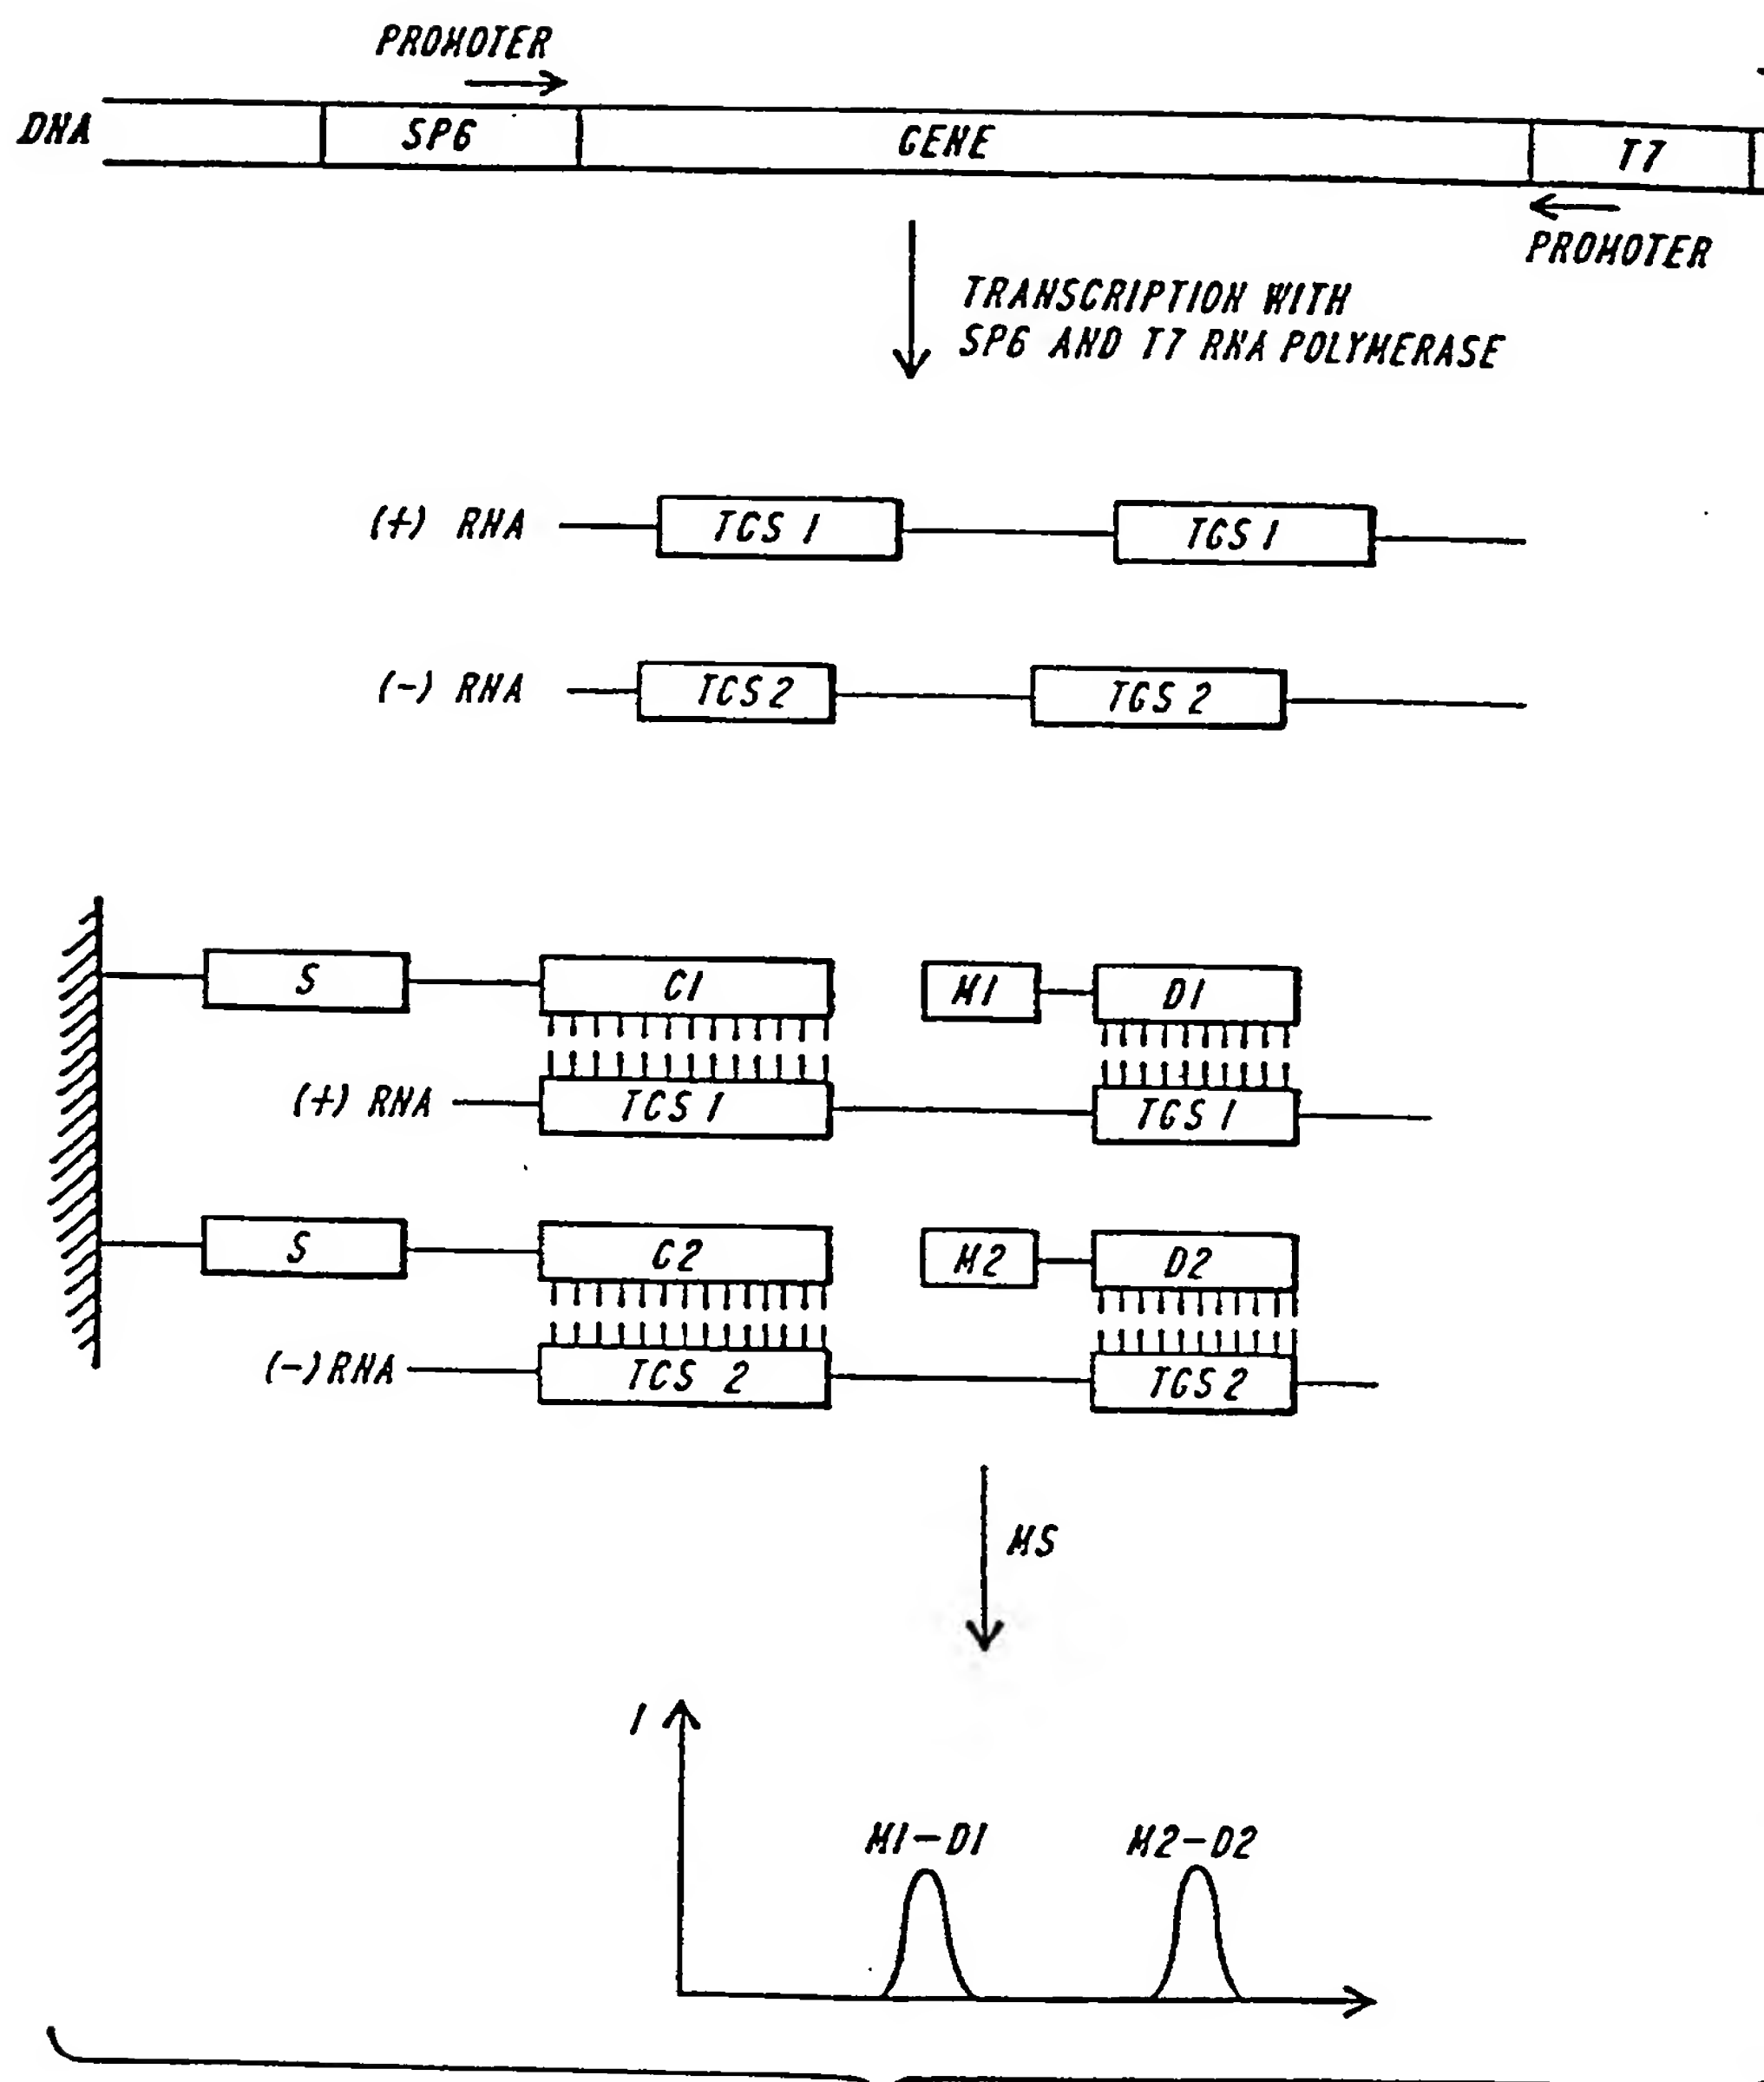 PROMOTER
DNA SP6 GENE T7
PROMOTER
TRANSCRIPTION WITH
SP6 AND T7 RNA POLYMERASE
(+) RNA TCS 1 TCS 1
(-) RNA TCS 2 TCS 2
S C1 M1 D1
(+) RNA TCS 1 TCS 1
S C2 M2 D2
(-) RNA TCS 2 TCS 2
MS
I
M1-D1 M2-D2